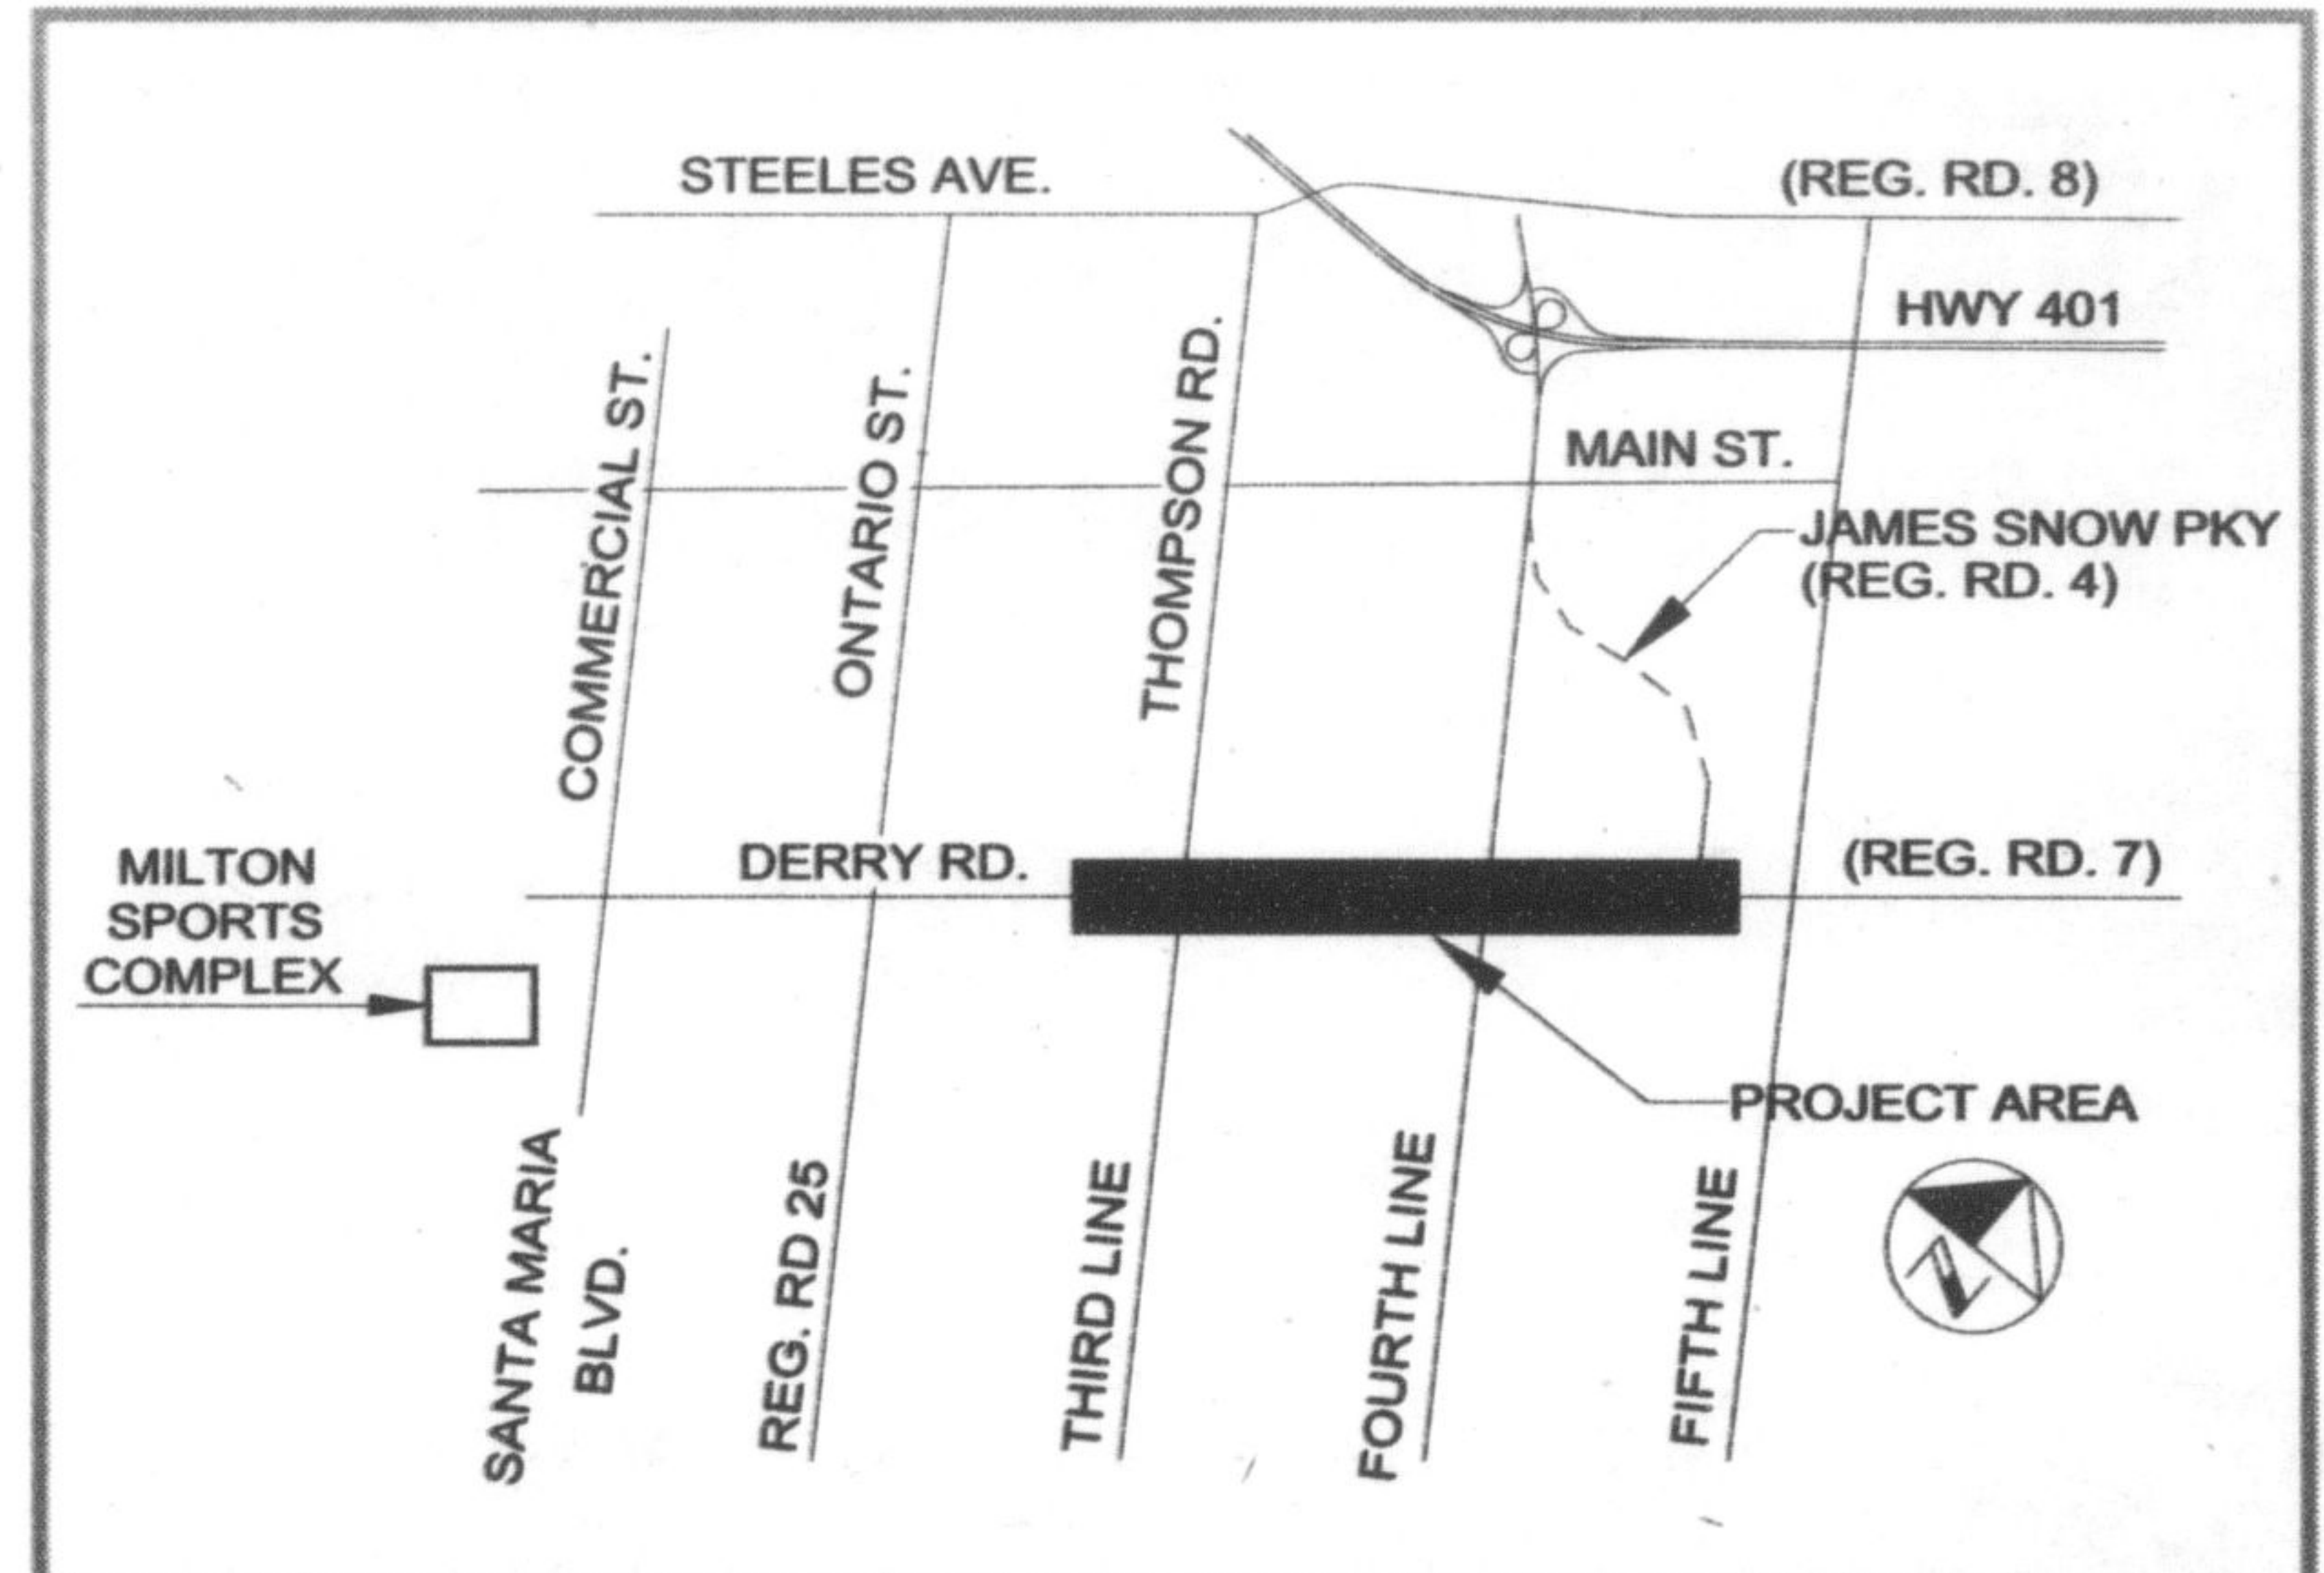 STEELES AVE.
(REG. RD. 8)
HWY 401
COMMERCIAL ST.
ONTARIO ST.
THOMPSON RD.
MAIN ST.
JAMES SNOW PKY
(REG. RD. 4)
MILTON
SPORTS
COMPLEX
DERRY RD.
(REG. RD. 7)
PROJECT AREA
SANTA MARIA
BLVD.
REG. RD 25
THIRD LINE
FOURTH LINE
FIFTH LINE
N